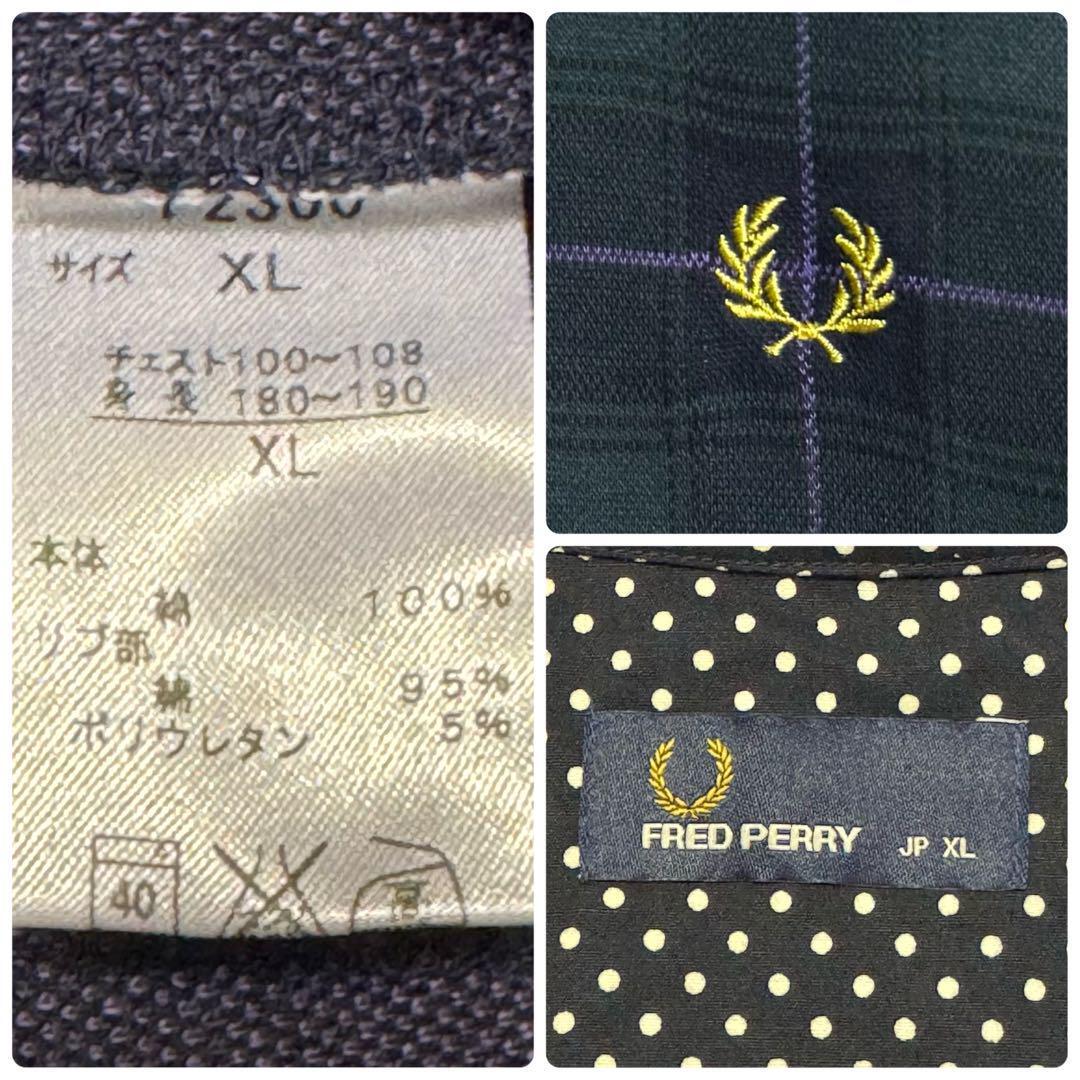 サイズ XL
チェスト100～108
身長 180～190
XL
本体
綿 100%
リブ部
綿 95%
ポリウレタン 5%
40
FRED PERRY JP XL